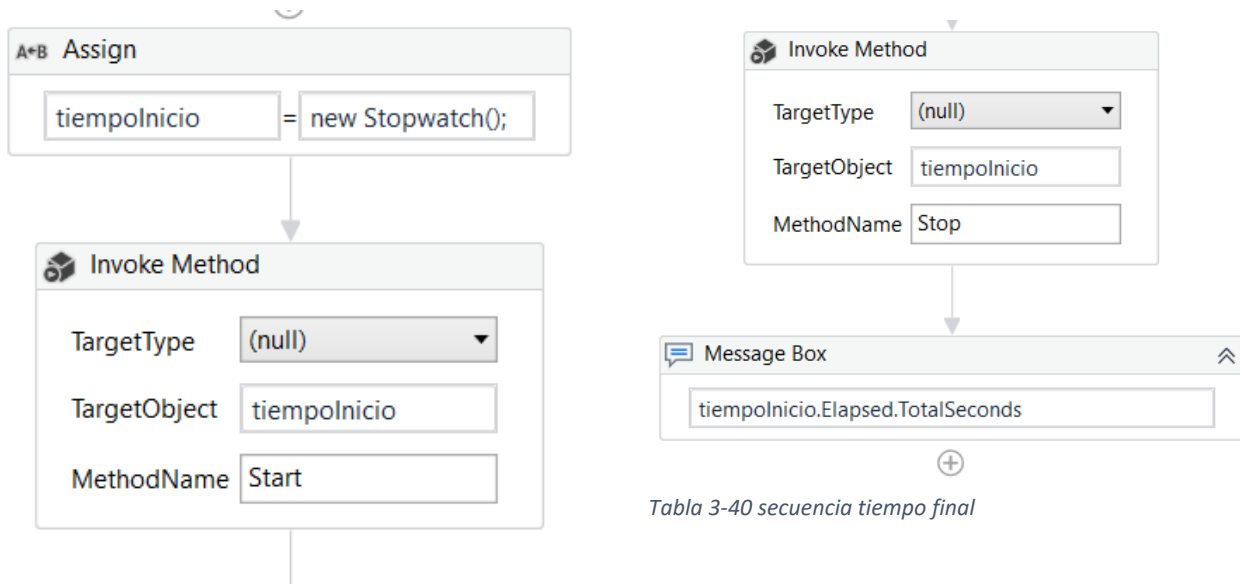 A←B Assign
tiempoInicio = new Stopwatch();
Invoke Method
TargetType (null)
TargetObject tiempoInicio
MethodName Start
Invoke Method
TargetType (null)
TargetObject tiempoInicio
MethodName Stop
Message Box
tiempoInicio.Elapsed.TotalSeconds
Tabla 3-40 secuencia tiempo final